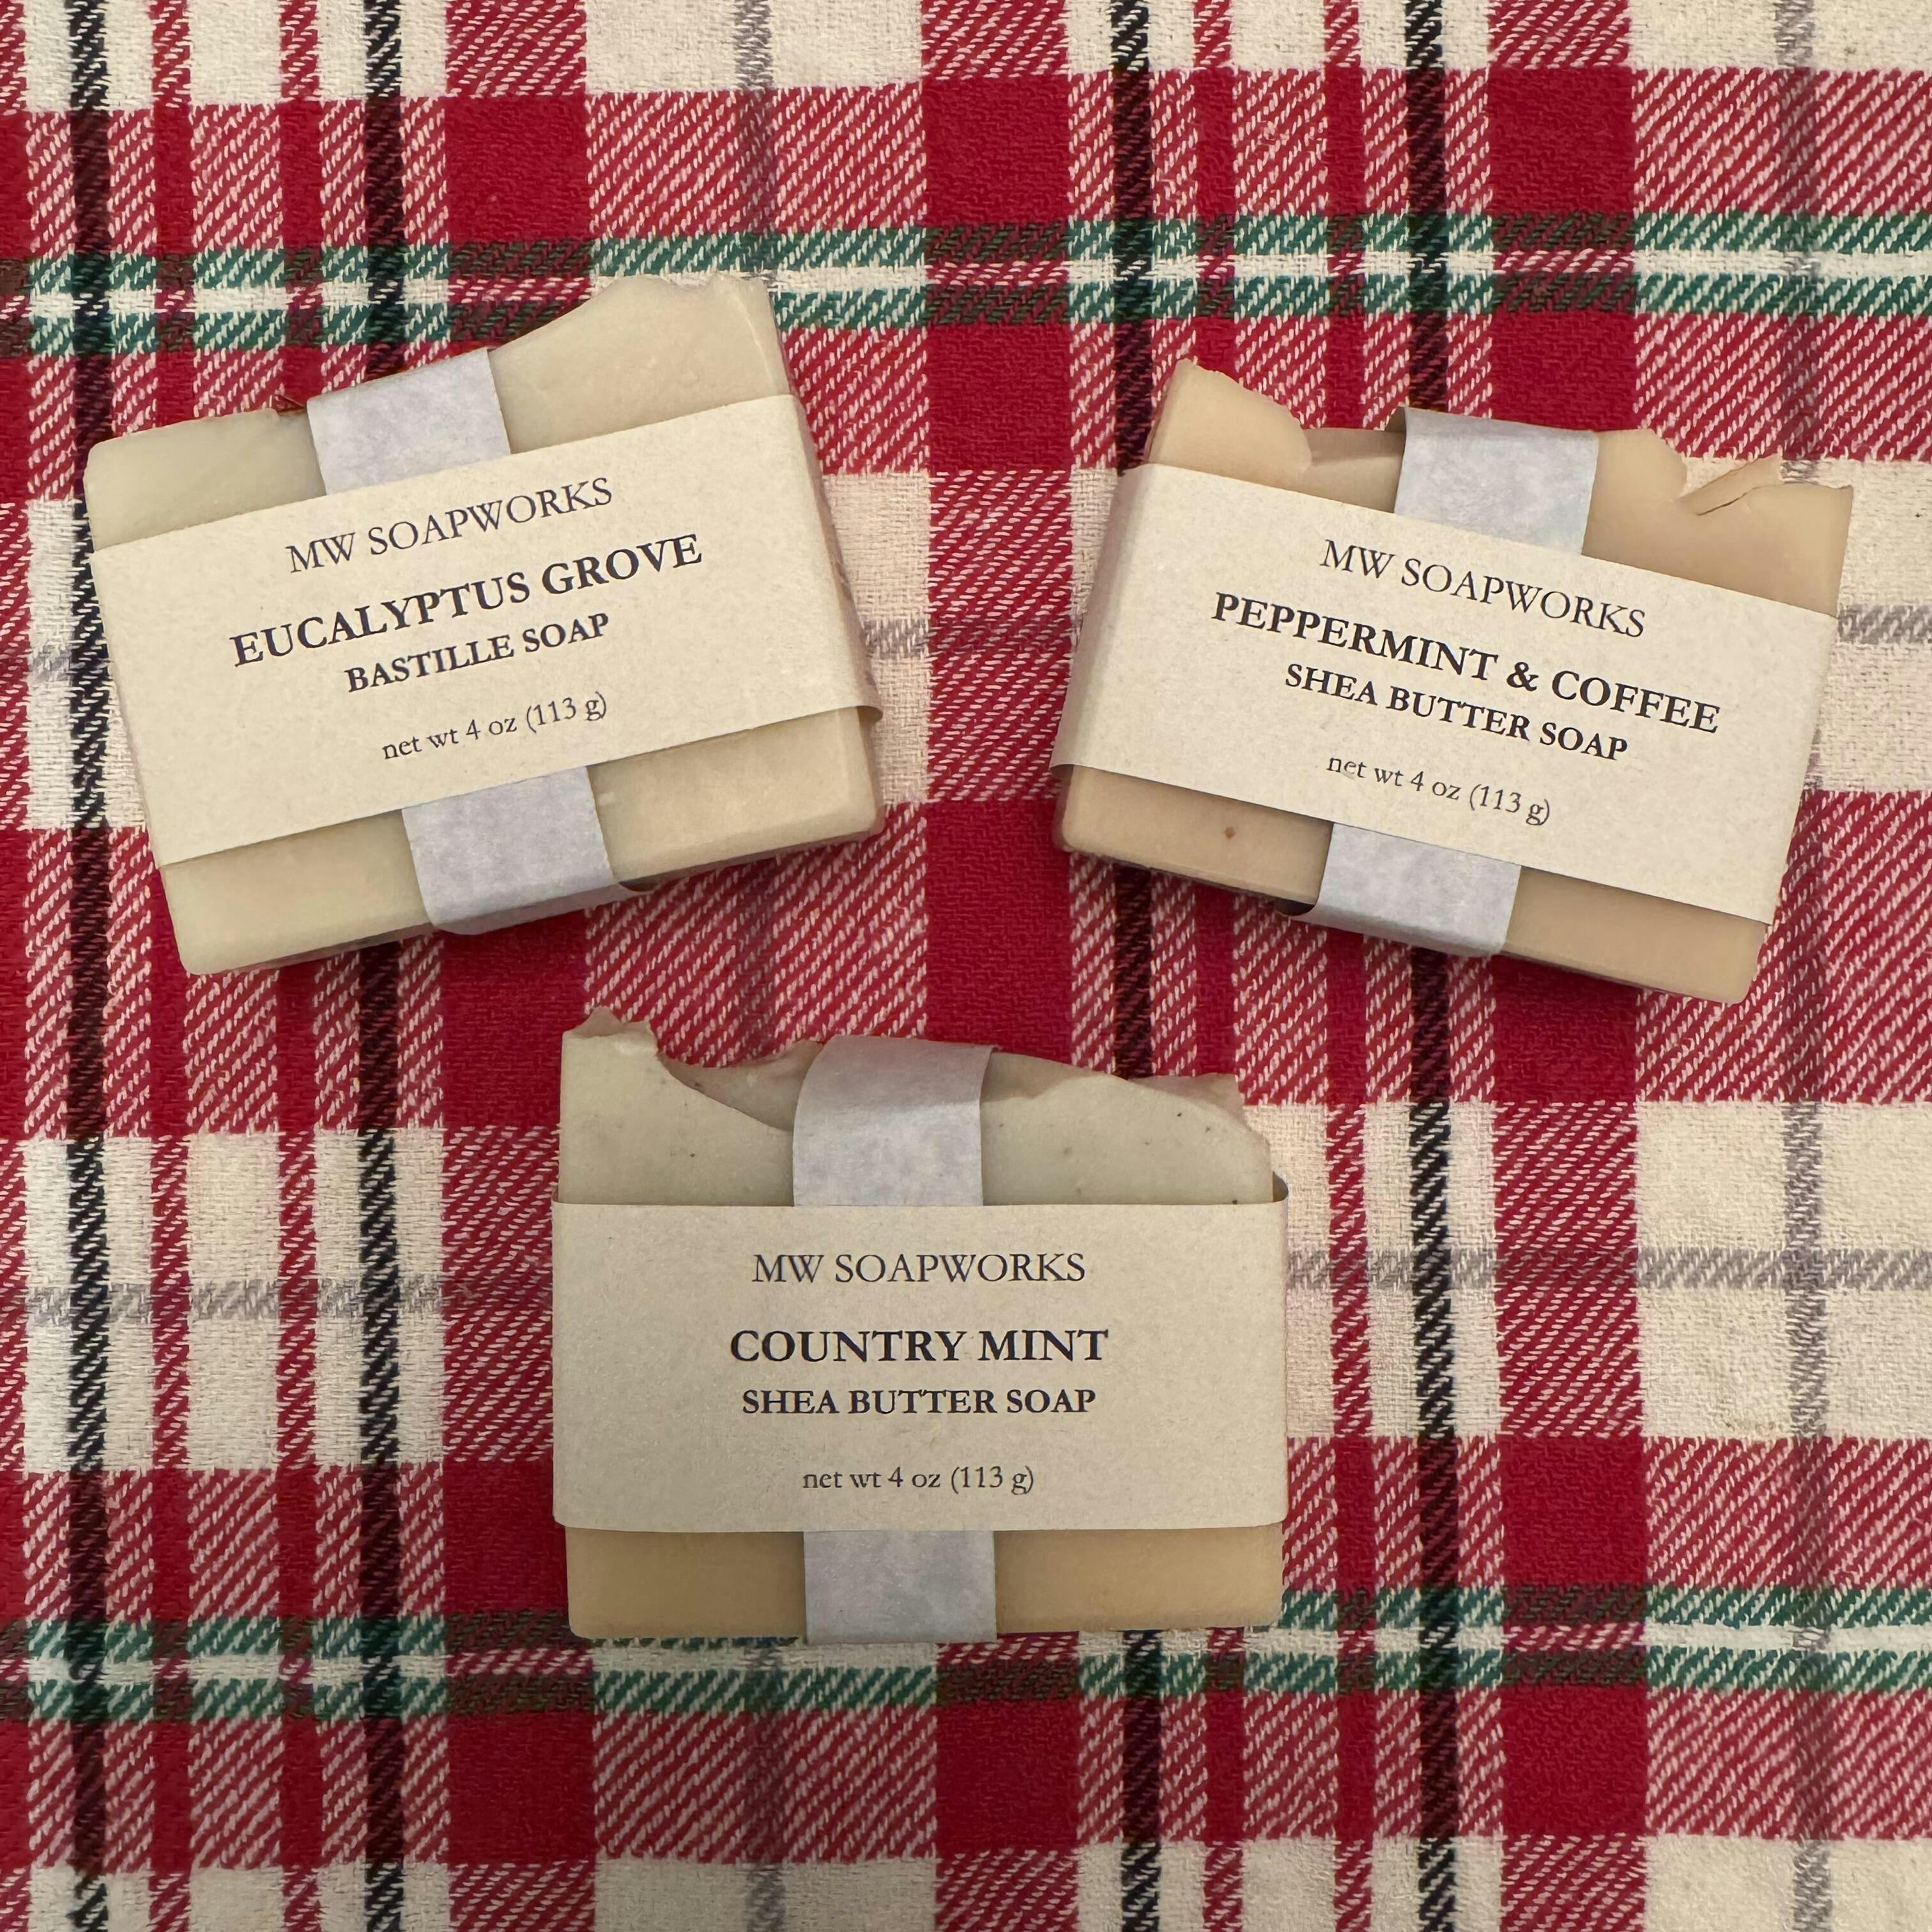 MW SOAPWORKS
EUCALYPTUS GROVE
BASTILLE SOAP
net wt 4 oz (113 g)
MW SOAPWORKS
PEPPERMINT & COFFEE
SHEA BUTTER SOAP
net wt 4 oz (113 g)
MW SOAPWORKS
COUNTRY MINT
SHEA BUTTER SOAP
net wt 4 oz (113 g)